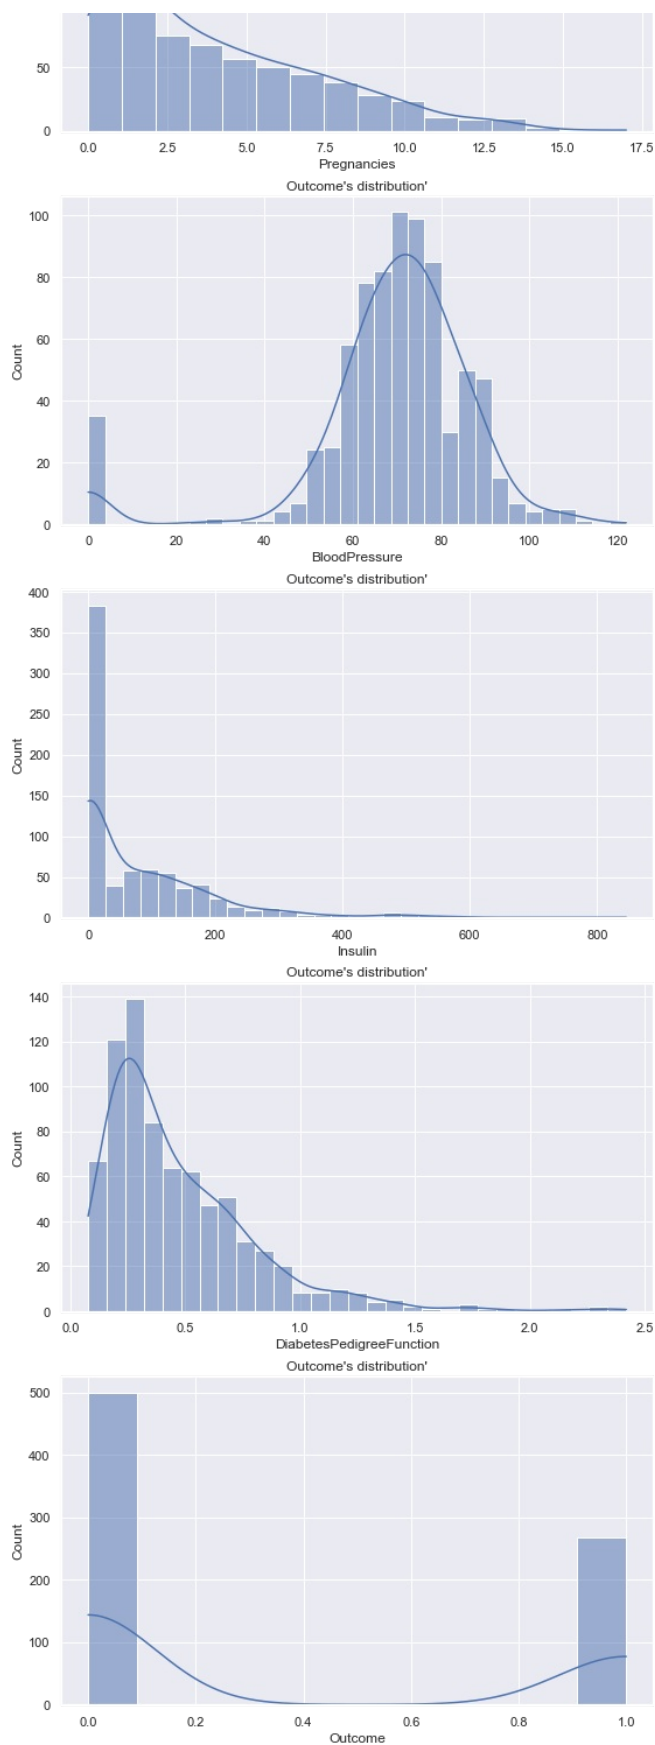 50
0
0.0 2.5 5.0 7.5 10.0 12.5 15.0 17.5
Pregnancies
Outcome's distribution'
100
80
60
40
20
0
Count
0 20 40 60 80 100 120
BloodPressure
Outcome's distribution'
400
350
300
250
200
150
100
50
0
Count
0 200 400 600 800
Insulin
Outcome's distribution'
140
120
100
80
60
40
20
0
Count
0.0 0.5 1.0 1.5 2.0 2.5
DiabetesPedigreeFunction
Outcome's distribution'
500
400
300
200
100
0
Count
0.0 0.2 0.4 0.6 0.8 1.0
Outcome